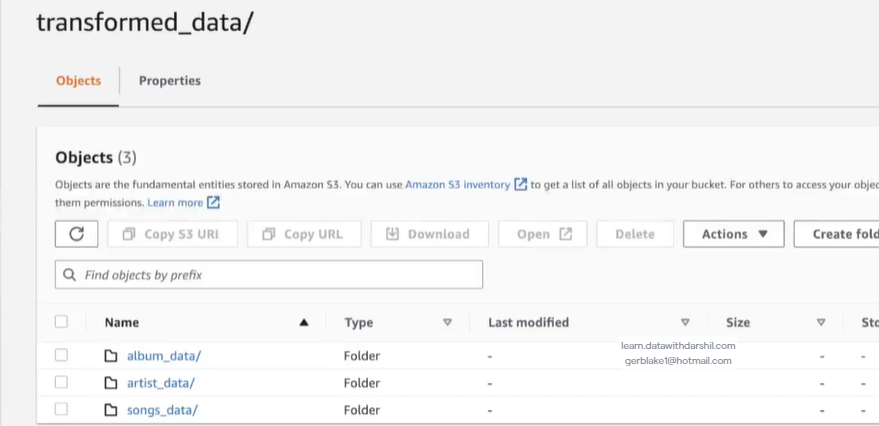 transformed_data/
Objects
Properties
Objects (3)
Objects are the fundamental entities stored in Amazon S3. You can use Amazon S3 inventory to get a list of all objects in your bucket. For others to access your objec
them permissions. Learn more
Copy S3 URI
Copy URL
Download
Open
Delete
Actions
Create fold
Find objects by prefix
Name
Type
Last modified
Size
Sto
learn.datawithdarshil.com
album_data/
Folder
-
-
-
gerblake1@hotmail.com
artist_data/
Folder
-
-
-
songs_data/
Folder
-
-
-